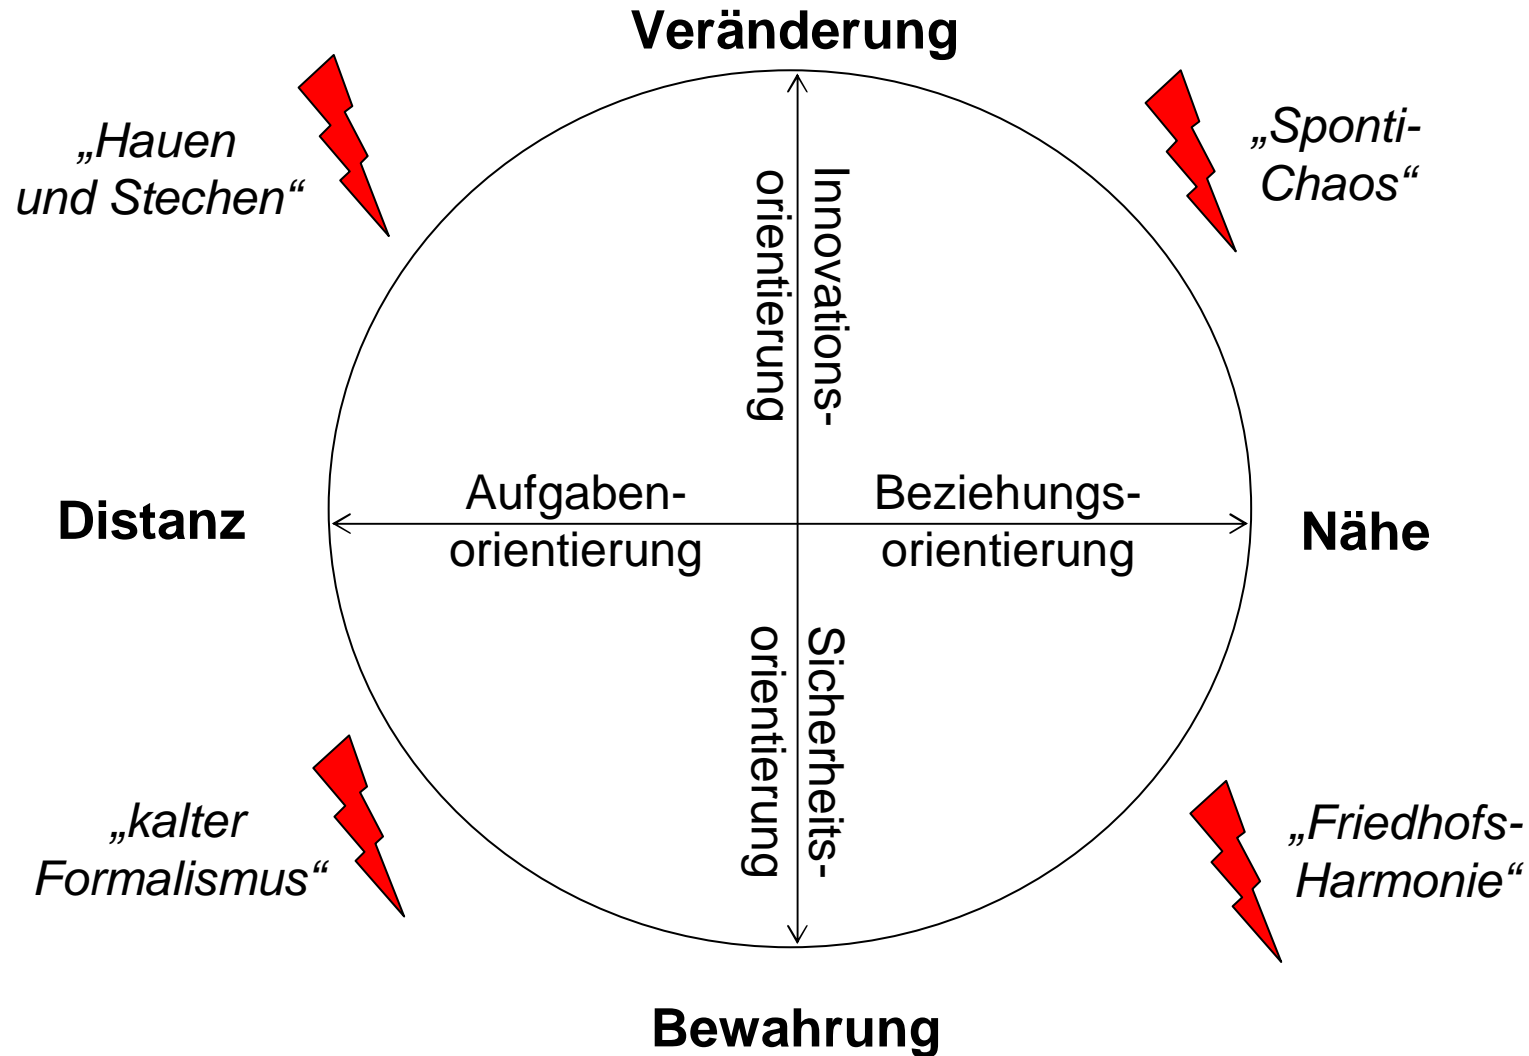 Veränderung
„Hauen
und Stechen“
„Sponti-
Chaos“
Innovations-
orientierung
Distanz
Aufgaben-
orientierung
Beziehungs-
orientierung
Nähe
Sicherheits-
orientierung
„kalter
Formalismus“
„Friedhofs-
Harmonie“
Bewahrung